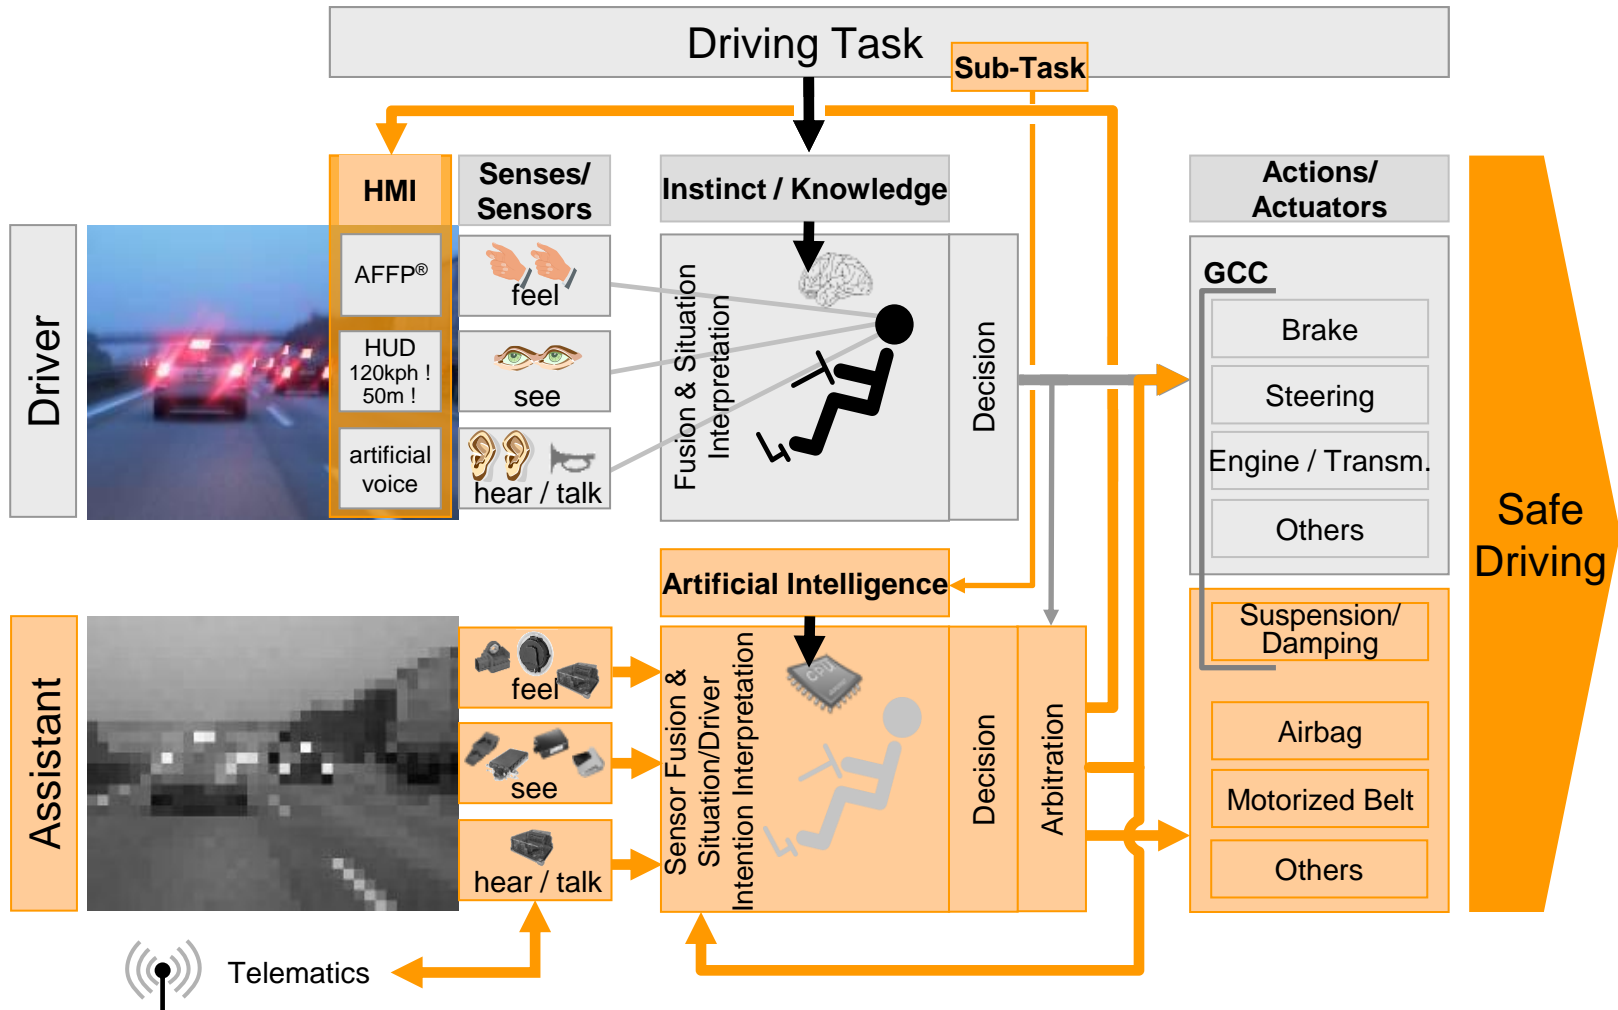 Driving Task
Sub-Task
HMI
Senses/
Sensors
Instinct / Knowledge
Actions/
Actuators
Driver
AFFP®
HUD
120kph !
50m !
artificial
voice
feel
see
hear / talk
Fusion & Situation
Interpretation
Decision
GCC
Brake
Steering
Engine / Transm.
Others
Safe
Driving
Artificial Intelligence
Assistant
feel
see
hear / talk
Sensor Fusion &
Situation/Driver
Intention Interpretation
CPU
Decision
Arbitration
Suspension/
Damping
Airbag
Motorized Belt
Others
Telematics